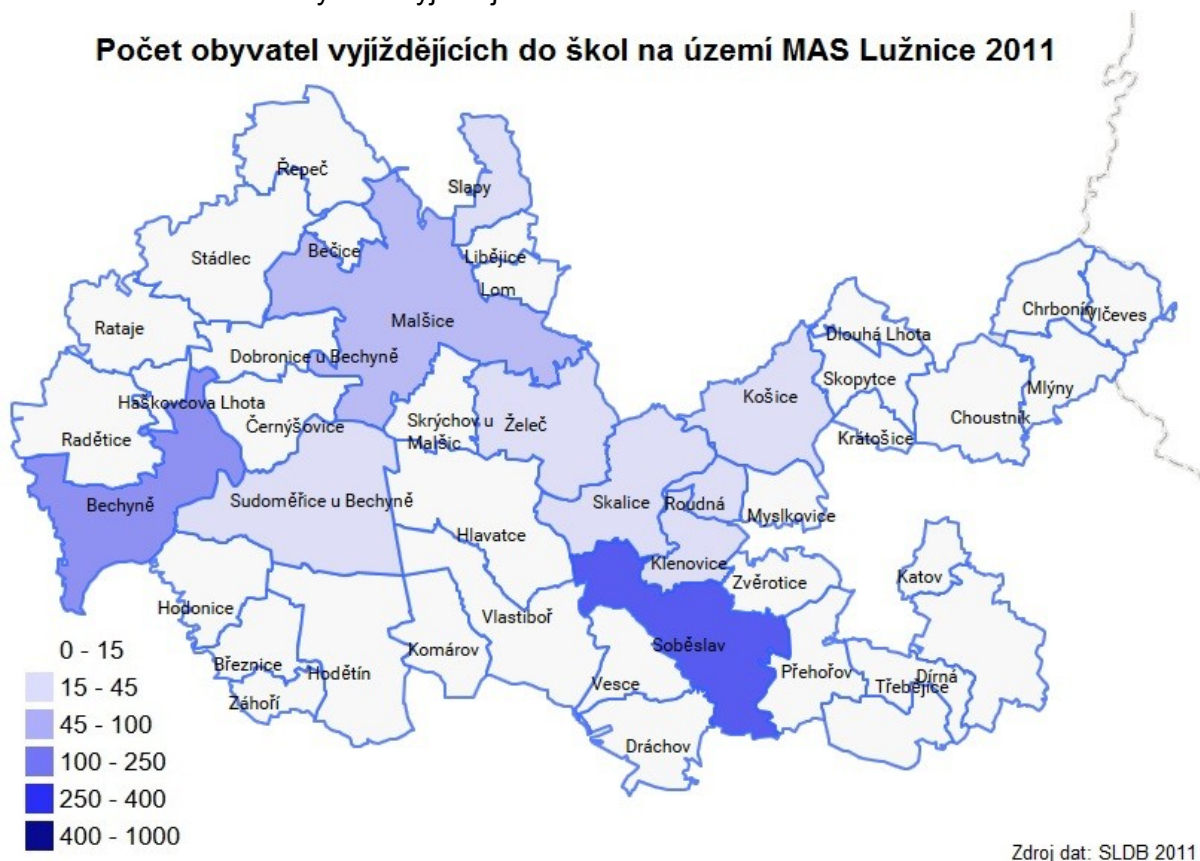 Počet obyvatel vyjíždějících do škol na území MAS Lužnice 2011
Řepeč
Slapy
Stádlec
Bečice
Libějice
Lom
Rataje
Malšice
Chrbonín
Vlčeves
Dlouhá Lhota
Dobronice u Bechyně
Skopytce
Mlýny
Košice
Haškovcova Lhota
Choustník
Radětice
Černýšovice
Skrýchov u
Malšic
Želeč
Krátošice
Bechyně
Sudoměřice u Bechyně
Skalice
Roudná
Myslkovice
Hlavatce
Klenovice
Zvěrotice
Katov
Hodonice
Vlastiboř
Soběslav
Komárov
Březnice
Hodětín
Přehořov
Dírná
Třebějice
Vesce
Záhoří
Dráchov
0 - 15
15 - 45
45 - 100
100 - 250
250 - 400
400 - 1000
Zdroj dat: SLDB 2011